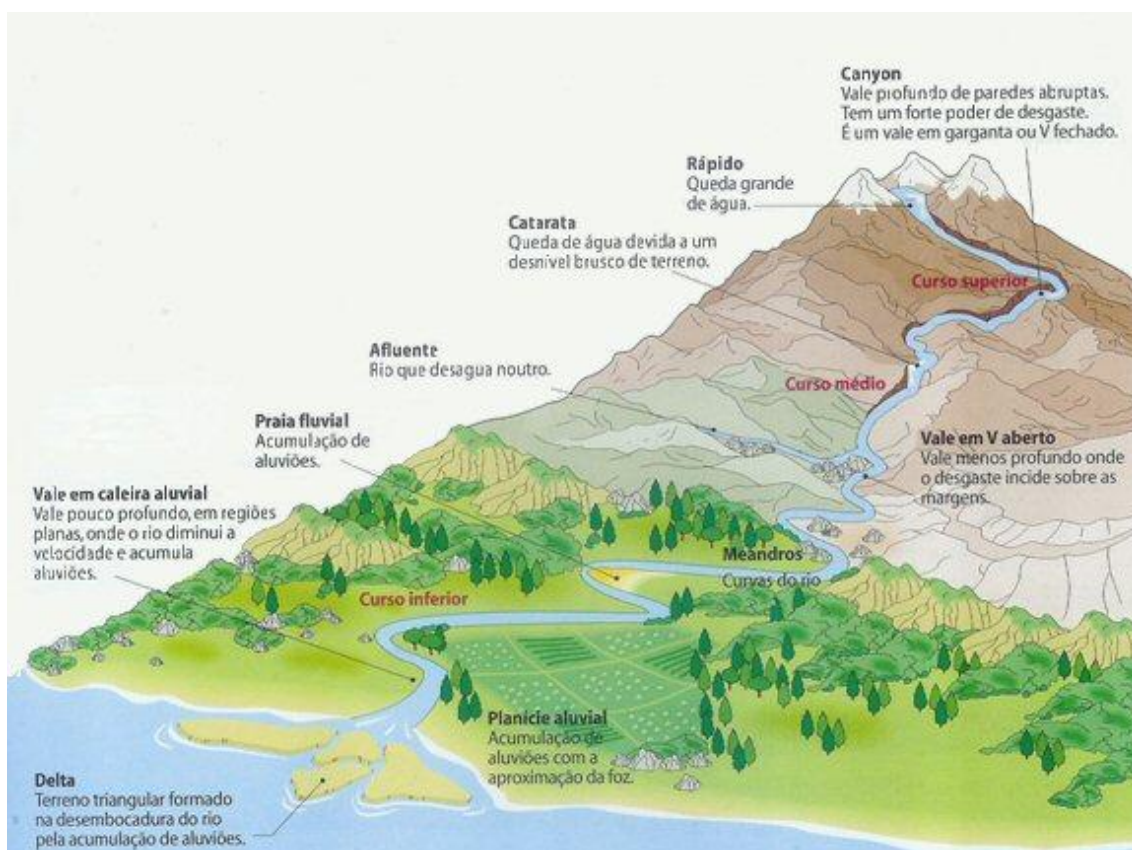 Canyon
Vale profundo de paredes abruptas.
Tem um forte poder de desgaste.
É um vale em garganta ou V fechado.
Rápido
Queda grande
de água.
Catarata
Queda de água devida a um
desnível brusco de terreno.
Curso superior
Afluente
Rio que desagua noutro.
Curso médio
Praia fluvial
Acumulação de
aluviões.
Vale em V aberto
Vale menos profundo onde
o desgaste incide sobre as
margens.
Vale em caleira aluvial
Vale pouco profundo, em regiões
planas, onde o rio diminui a
velocidade e acumula
aluviões.
Meandros
Curvas do rio
Curso inferior
Planície aluvial
Acumulação de
aluviões com a
aproximação da foz.
Delta
Terreno triangular formado
na desembocadura do rio
pela acumulação de aluviões.